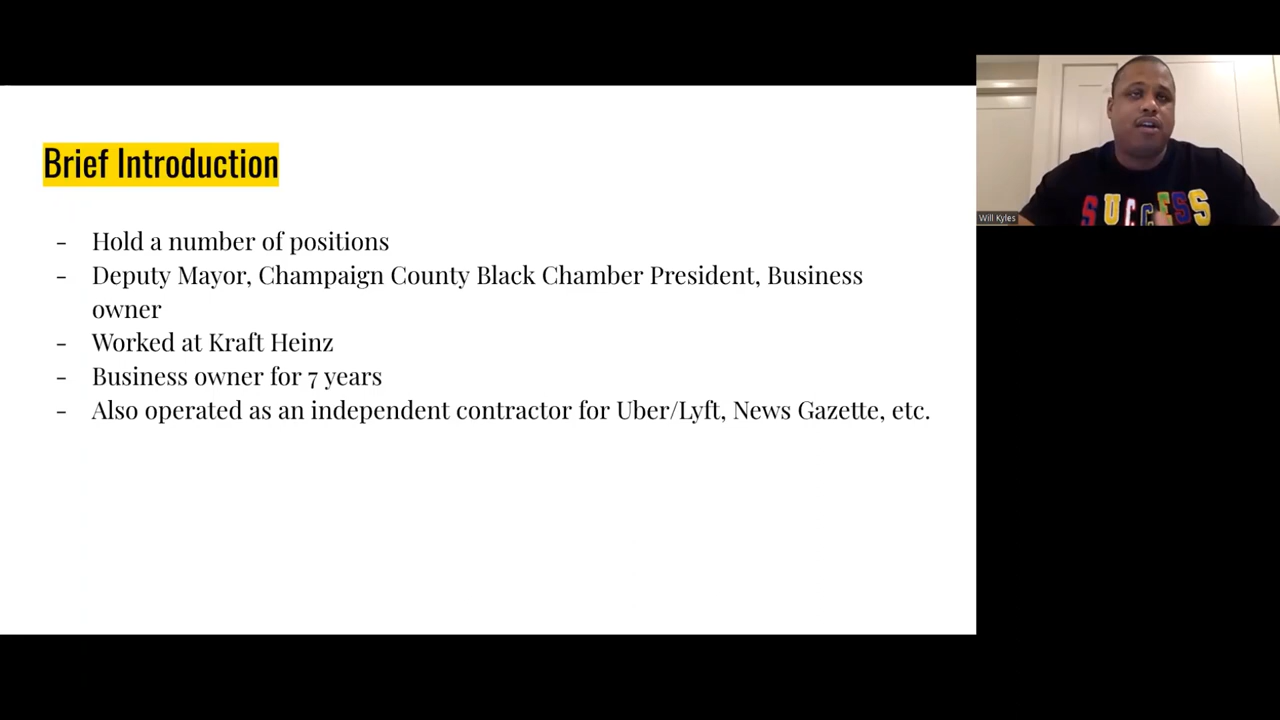 Brief Introduction
- Hold a number of positions
- Deputy Mayor, Champaign County Black Chamber President, Business
owner
- Worked at Kraft Heinz
- Business owner for 7 years
- Also operated as an independent contractor for Uber/Lyft, News Gazette, etc.
SUCCESS
Will Kyles